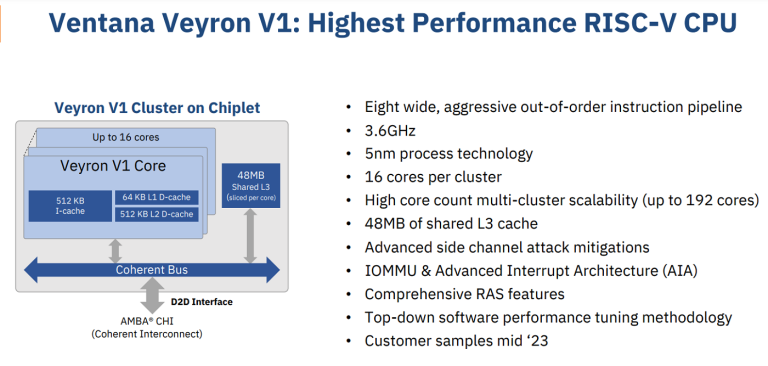 Ventana Veyron V1: Highest Performance RISC-V CPU
Veyron V1 Cluster on Chiplet
Up to 16 cores
Veyron V1 Core
512 KB
I-cache
64 KB L1 D-cache
512 KB L2 D-cache
48MB
Shared L3
(sliced per core)
Coherent Bus
D2D Interface
AMBA® CHI
(Coherent Interconnect)
• Eight wide, aggressive out-of-order instruction pipeline
• 3.6GHz
• 5nm process technology
• 16 cores per cluster
• High core count multi-cluster scalability (up to 192 cores)
• 48MB of shared L3 cache
• Advanced side channel attack mitigations
• IOMMU & Advanced Interrupt Architecture (AIA)
• Comprehensive RAS features
• Top-down software performance tuning methodology
• Customer samples mid ‘23